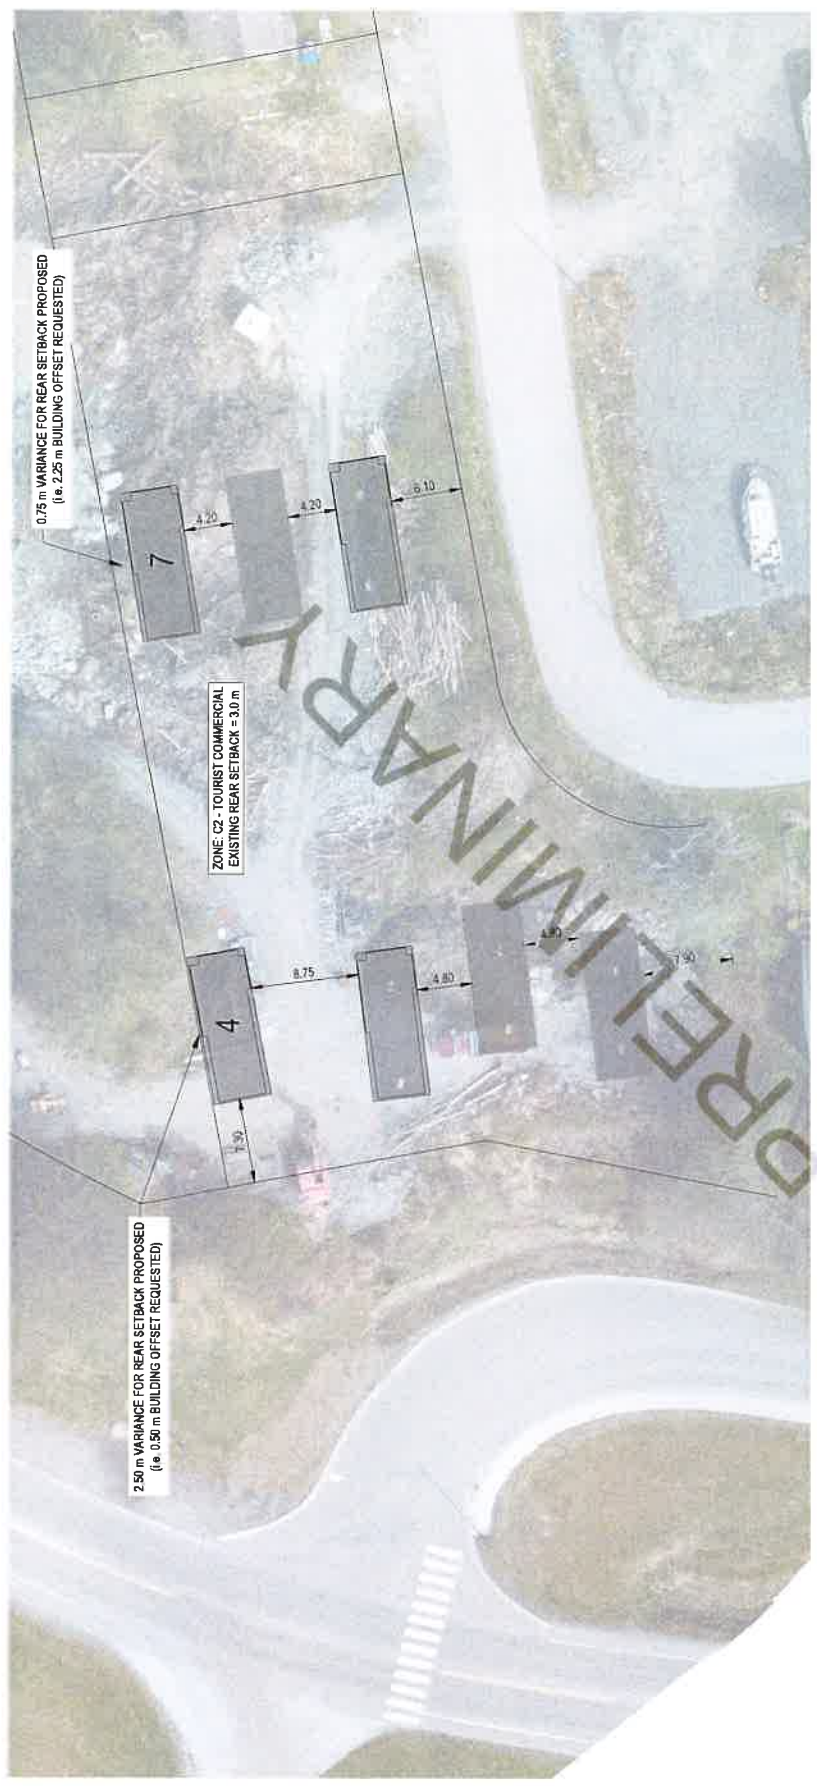 0.75 m VARIANCE FOR REAR SETBACK PROPOSED
(i.e. 2.25 m BUILDING OFFSET REQUESTED)
7
4.20
4.20
6.10
ZONE: C2 - TOURIST COMMERCIAL
EXISTING REAR SETBACK = 3.0 m
PRELIMINARY
4
8.75
4.80
4.80
7.90
7.30
2.50 m VARIANCE FOR REAR SETBACK PROPOSED
(i.e. 0.50 m BUILDING OFFSET REQUESTED)